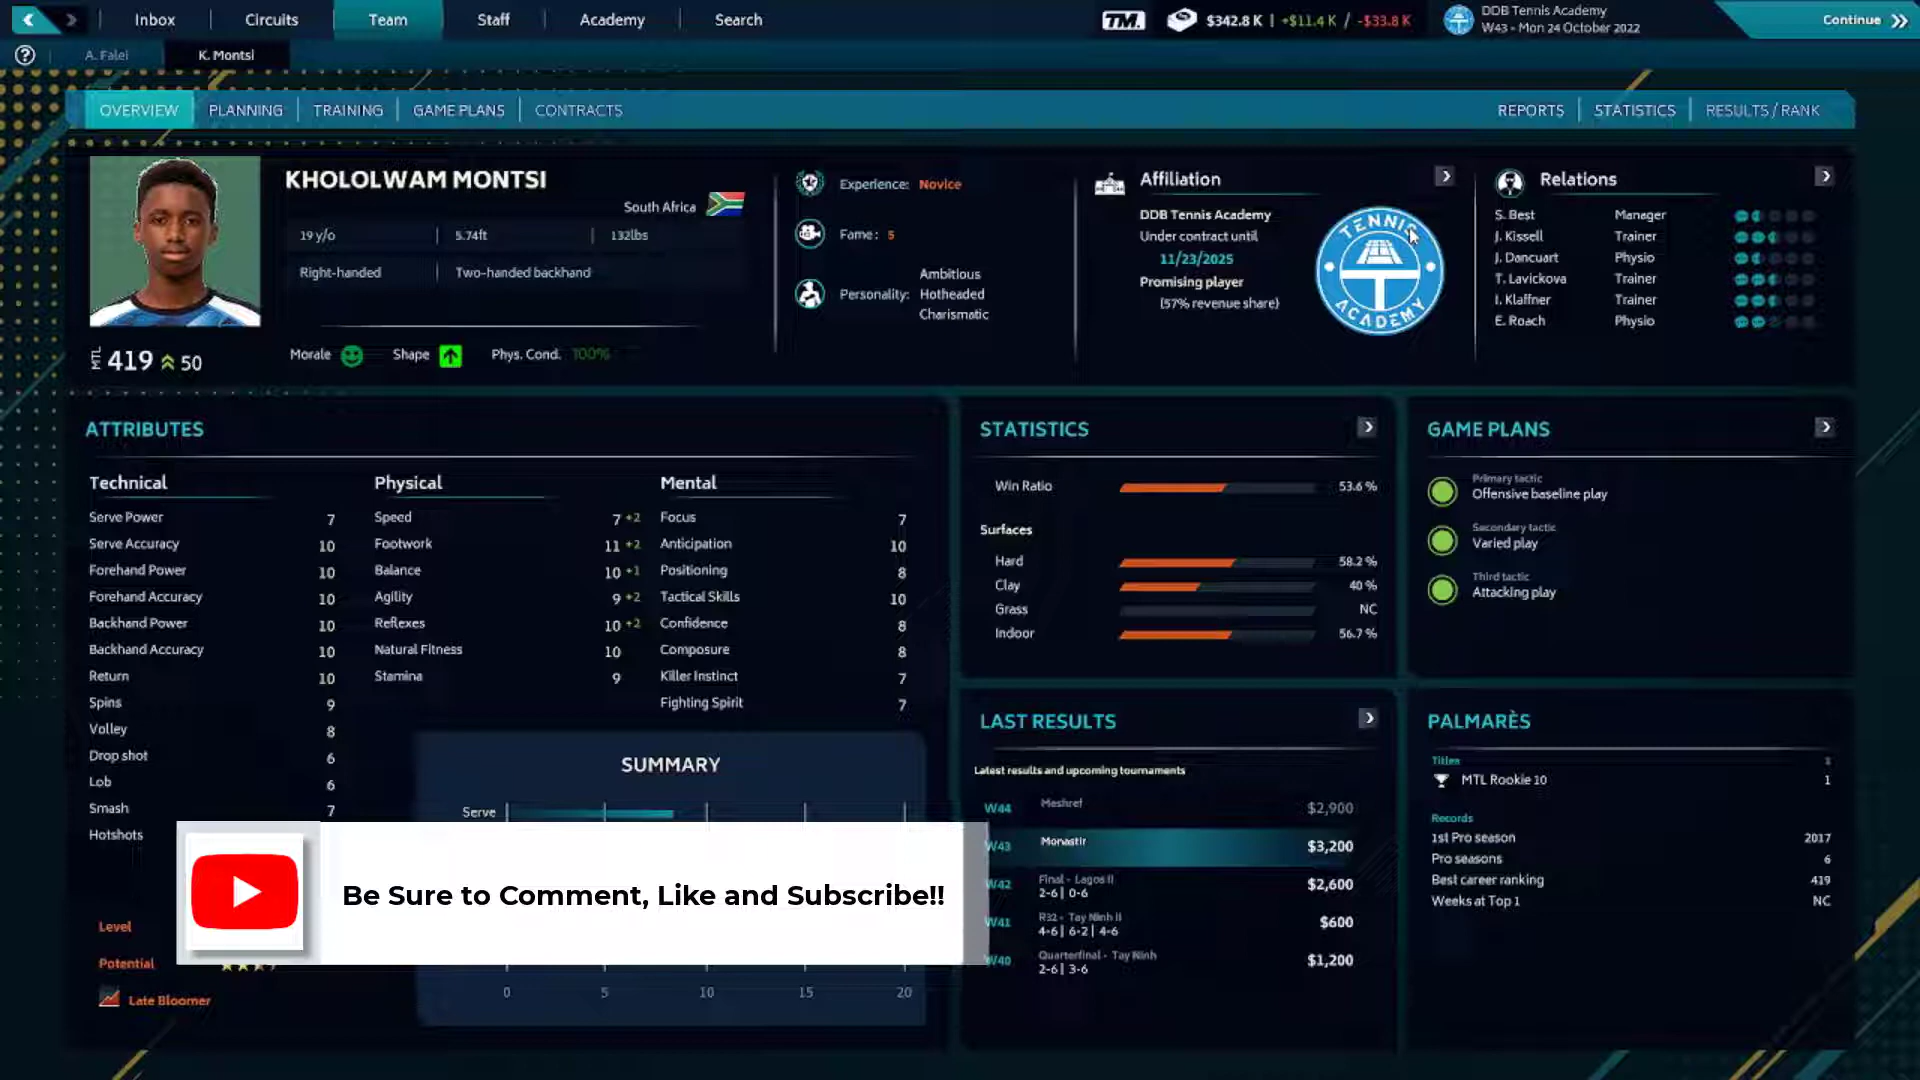 Inbox
Circuits
Team
Staff
Academy
Search
TM.
$342.8 K | +$11.4 K / -$33.8 K
DDB Tennis Academy
W43 - Mon 24 October 2022
Continue
A. Falei
K. Montsi
OVERVIEW
PLANNING
TRAINING
GAME PLANS
CONTRACTS
REPORTS
STATISTICS
RESULTS / RANK
KHOLOLWAM MONTSI
South Africa
19 y/o
5.74ft
132lbs
Right-handed
Two-handed backhand
MTL 419 50
Morale
Shape
Phys. Cond. 100%
Experience: Novice
Fame: 5
Personality:
Ambitious
Hotheaded
Charismatic
Affiliation
DDB Tennis Academy
Under contract until
11/23/2025
Promising player
(57% revenue share)
TENNIS
ACADEMY
Relations
S. Best Manager
J. Kissell Trainer
J. Dancuart Physio
T. Lavickova Trainer
I. Klaffner Trainer
E. Roach Physio
ATTRIBUTES
Technical
Serve Power 7
Serve Accuracy 10
Forehand Power 10
Forehand Accuracy 10
Backhand Power 10
Backhand Accuracy 10
Return 10
Spins 9
Volley 8
Drop shot 6
Lob 6
Smash 7
Hotshots
Physical
Speed 7 +2
Footwork 11 +2
Balance 10 +1
Agility 9 +2
Reflexes 10 +2
Natural Fitness 10
Stamina 9
Mental
Focus 7
Anticipation 10
Positioning 8
Tactical Skills 10
Confidence 8
Composure 8
Killer Instinct 7
Fighting Spirit 7
SUMMARY
Serve
0 5 10 15 20
Level
Potential
Late Bloomer
Be Sure to Comment, Like and Subscribe!!
STATISTICS
Win Ratio 53.6 %
Surfaces
Hard 58.2 %
Clay 40 %
Grass NC
Indoor 56.7 %
LAST RESULTS
Latest results and upcoming tournaments
W44 Meshref $2,900
W43 Monastir $3,200
W42 Final - Lagos II $2,600
2-6 | 0-6
W41 R32 - Tay Ninh II $600
4-6 | 6-2 | 4-6
W40 Quarterfinal - Tay Ninh $1,200
2-6 | 3-6
GAME PLANS
Primary tactic
Offensive baseline play
Secondary tactic
Varied play
Third tactic
Attacking play
PALMARÈS
Titles
MTL Rookie 10 1
Records
1st Pro season 2017
Pro seasons 6
Best career ranking 419
Weeks at Top 1 NC